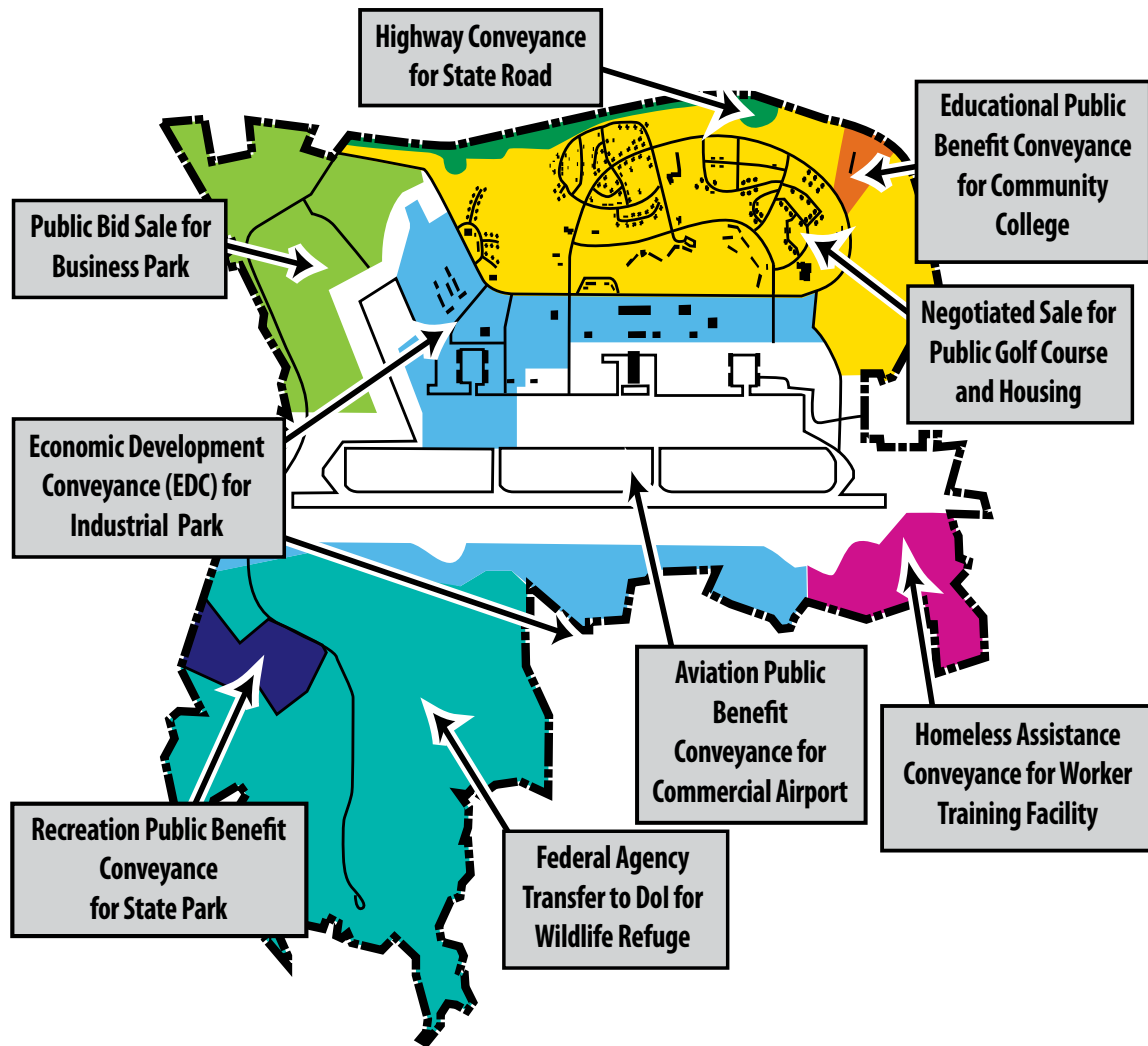 Highway Conveyance
for State Road
Educational Public
Benefit Conveyance
for Community
College
Public Bid Sale for
Business Park
Negotiated Sale for
Public Golf Course
and Housing
Economic Development
Conveyance (EDC) for
Industrial Park
Aviation Public
Benefit
Conveyance for
Commercial Airport
Homeless Assistance
Conveyance for Worker
Training Facility
Recreation Public Benefit
Conveyance
for State Park
Federal Agency
Transfer to DoI for
Wildlife Refuge